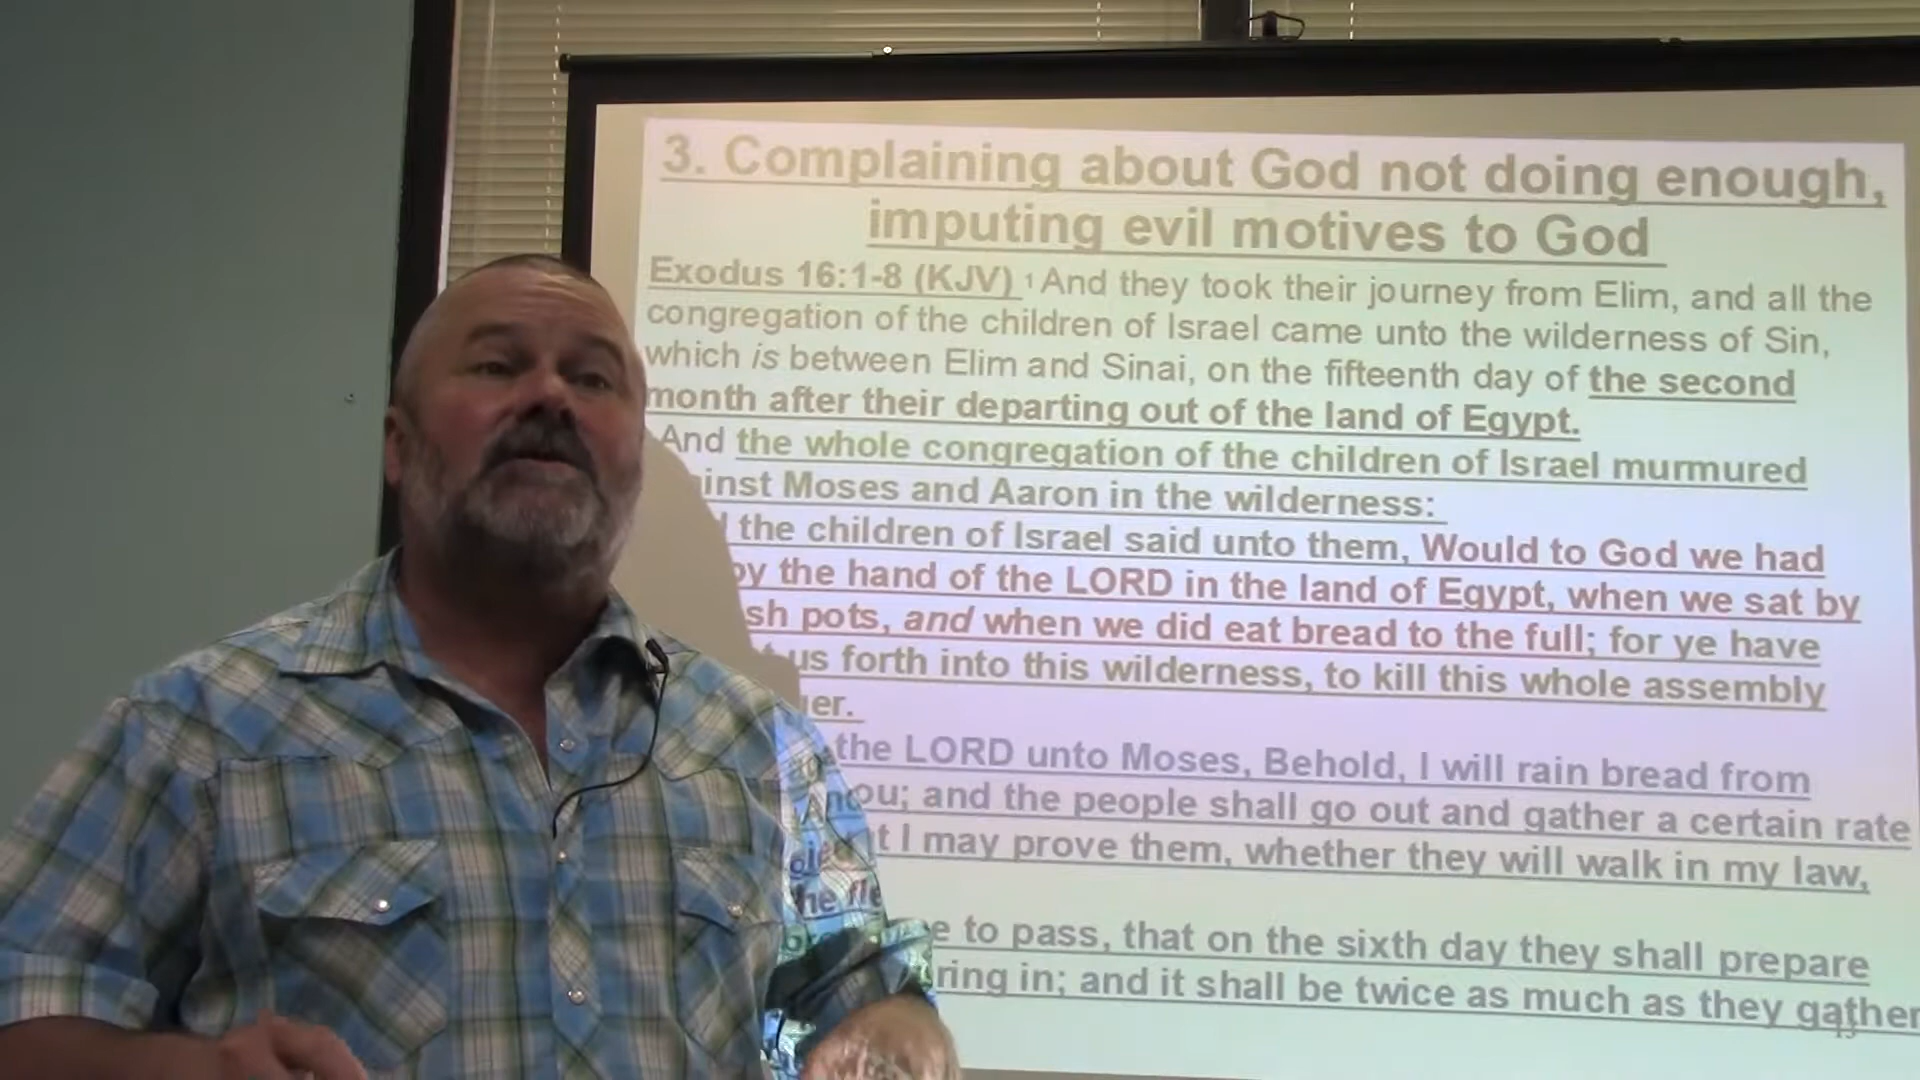 3. Complaining about God not doing enough,
imputing evil motives to God
Exodus 16:1-8 (KJV) 1 And they took their journey from Elim, and all the
congregation of the children of Israel came unto the wilderness of Sin,
which is between Elim and Sinai, on the fifteenth day of the second
month after their departing out of the land of Egypt.
And the whole congregation of the children of Israel murmured
inst Moses and Aaron in the wilderness:
the children of Israel said unto them, Would to God we had
by the hand of the LORD in the land of Egypt, when we sat by
sh pots, and when we did eat bread to the full; for ye have
us forth into this wilderness, to kill this whole assembly
er.
the LORD unto Moses, Behold, I will rain bread from
ou; and the people shall go out and gather a certain rate
t I may prove them, whether they will walk in my law,
e to pass, that on the sixth day they shall prepare
ring in; and it shall be twice as much as they gather